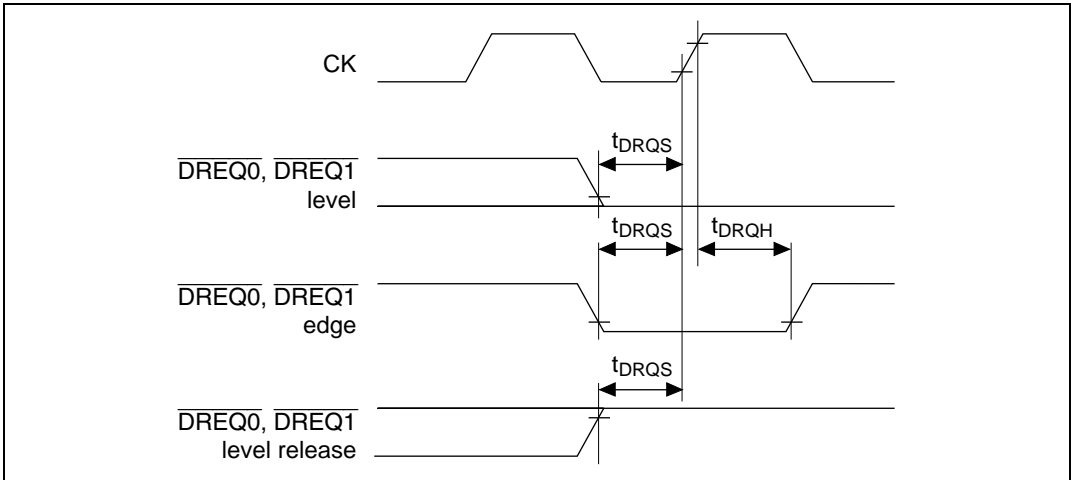 CK
tDRQS
DREQ0, DREQ1
level
tDRQS
tDRQH
DREQ0, DREQ1
edge
tDRQS
DREQ0, DREQ1
level release